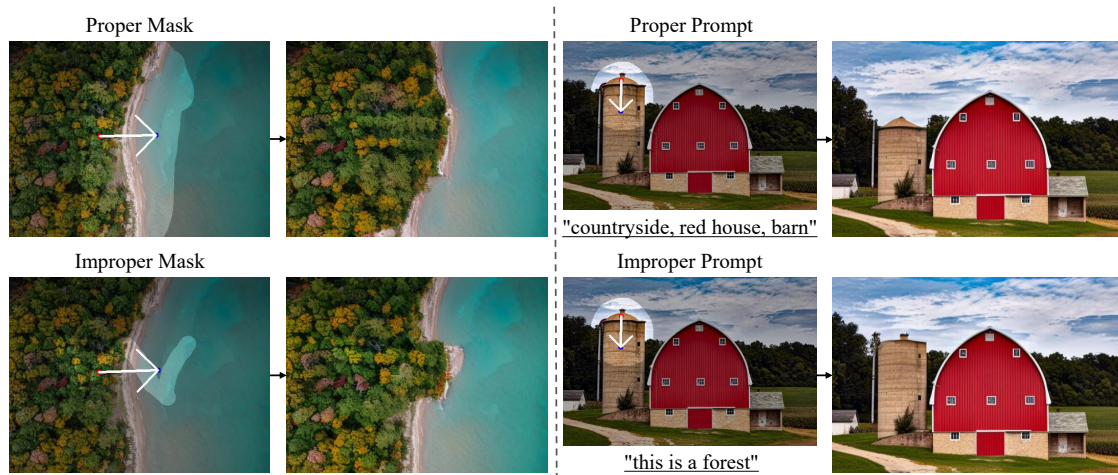 Proper Mask
Proper Prompt
"countryside, red house, barn"
Improper Mask
Improper Prompt
"this is a forest"